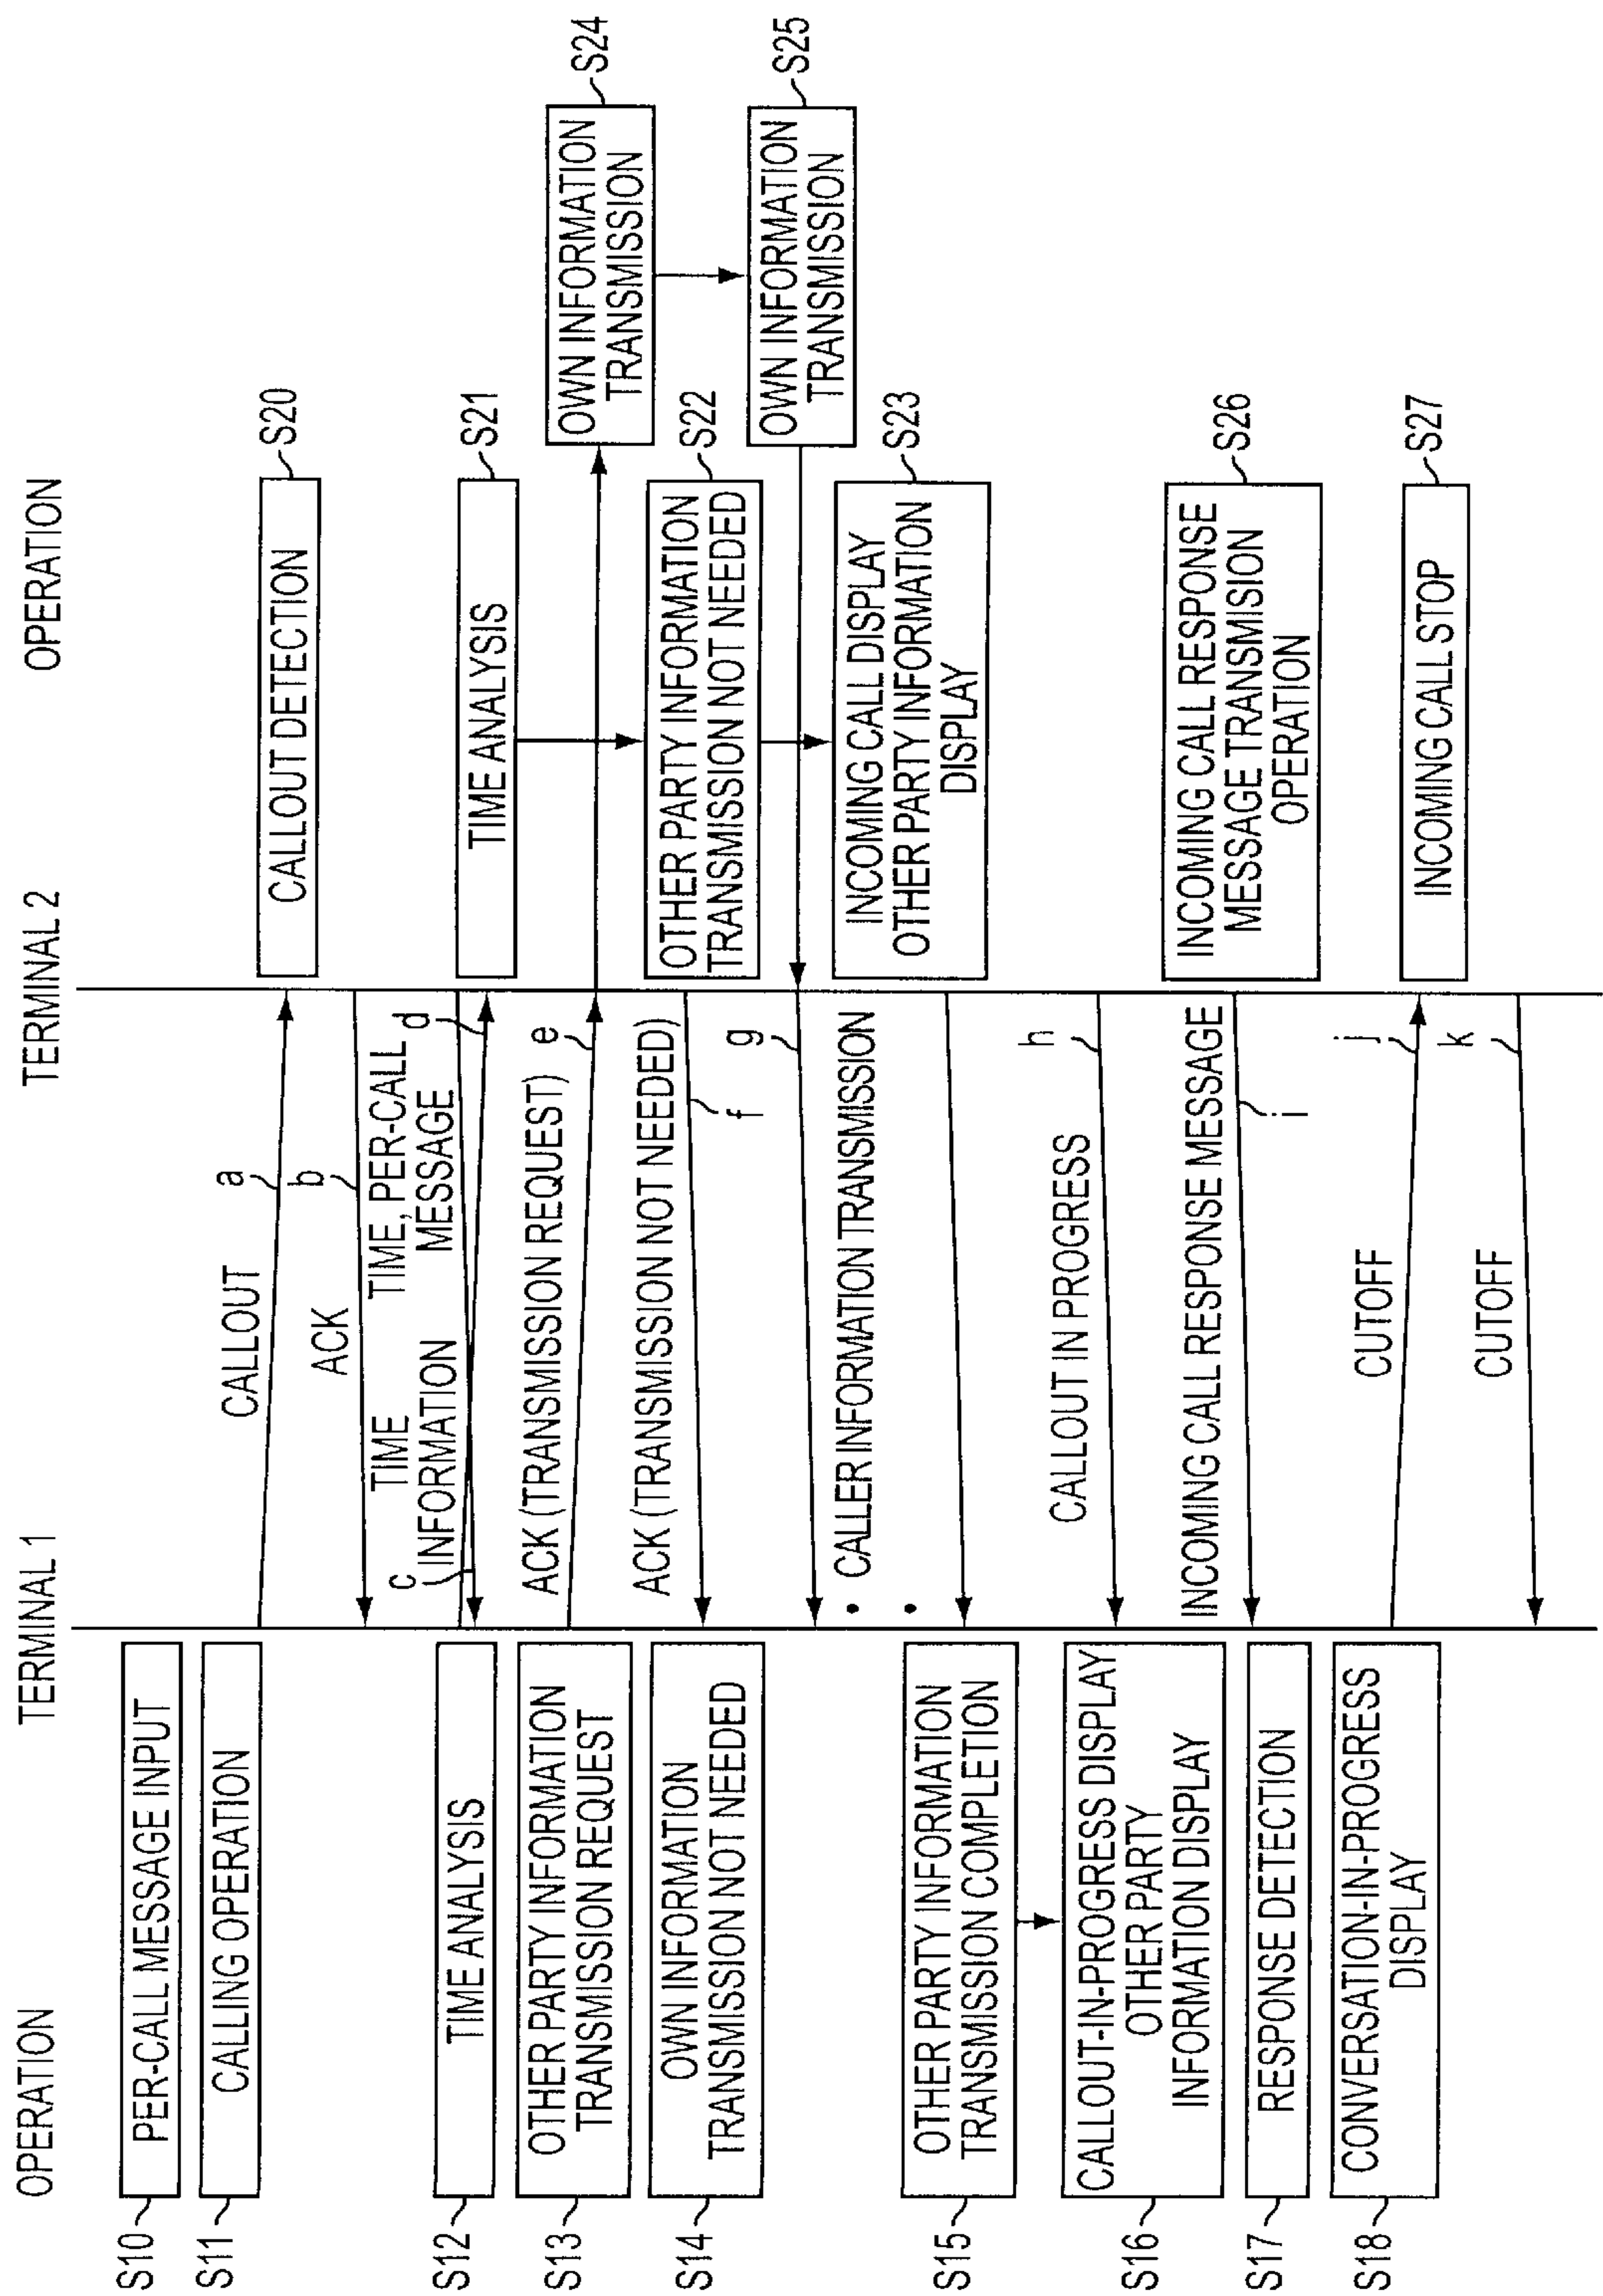 OPERATION
TERMINAL 1
TERMINAL 2
OPERATION
S10
PER-CALL MESSAGE INPUT
S11
CALLING OPERATION
CALLOUT
a
CALLOUT DETECTION
S20
b
ACK
TIME, PER-CALL
MESSAGE
d
TIME
INFORMATION
c
S12
TIME ANALYSIS
TIME ANALYSIS
S21
S13
OTHER PARTY INFORMATION
TRANSMISSION REQUEST
ACK (TRANSMISSION REQUEST)
e
OWN INFORMATION
TRANSMISSION
S24
S14
OWN INFORMATION
TRANSMISSION NOT NEEDED
ACK (TRANSMISSION NOT NEEDED)
f
OTHER PARTY INFORMATION
TRANSMISSION NOT NEEDED
S22
g
OWN INFORMATION
TRANSMISSION
S25
CALLER INFORMATION TRANSMISSION
INCOMING CALL DISPLAY
OTHER PARTY INFORMATION
DISPLAY
S23
S15
OTHER PARTY INFORMATION
TRANSMISSION COMPLETION
S16
CALLOUT-IN-PROGRESS DISPLAY
OTHER PARTY
INFORMATION DISPLAY
CALLOUT IN PROGRESS
h
S17
RESPONSE DETECTION
INCOMING CALL RESPONSE MESSAGE
i
INCOMING CALL RESPONSE
MESSAGE TRANSMISION
OPERATION
S26
S18
CONVERSATION-IN-PROGRESS
DISPLAY
CUTOFF
j
INCOMING CALL STOP
S27
CUTOFF
k